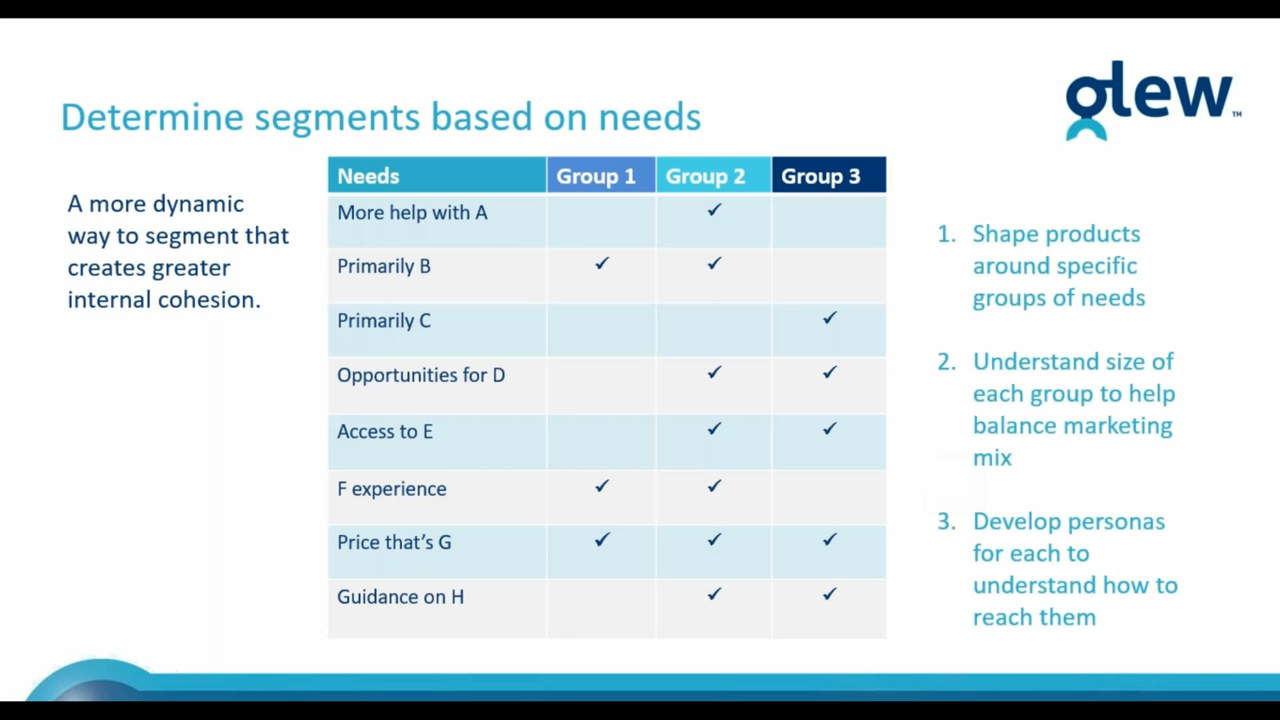 glew™
Determine segments based on needs
A more dynamic
way to segment that
creates greater
internal cohesion.
Needs Group 1 Group 2 Group 3
More help with A ✓
Primarily B ✓ ✓
Primarily C ✓
Opportunities for D ✓ ✓
Access to E ✓ ✓
F experience ✓ ✓
Price that’s G ✓ ✓ ✓
Guidance on H ✓ ✓
1. Shape products
around specific
groups of needs
2. Understand size of
each group to help
balance marketing
mix
3. Develop personas
for each to
understand how to
reach them